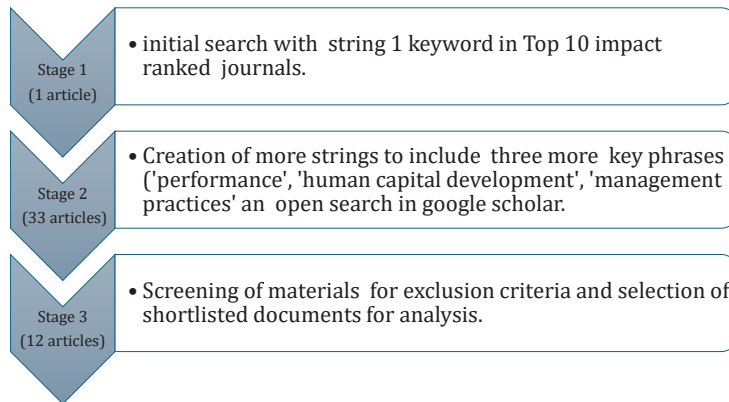 Stage 1
(1 article)
• initial search with string 1 keyword in Top 10 impact
ranked journals.
Stage 2
(33 articles)
• Creation of more strings to include three more key phrases
('performance', 'human capital development', 'management
practices' an open search in google scholar.
Stage 3
(12 articles)
• Screening of materials for exclusion criteria and selection of
shortlisted documents for analysis.